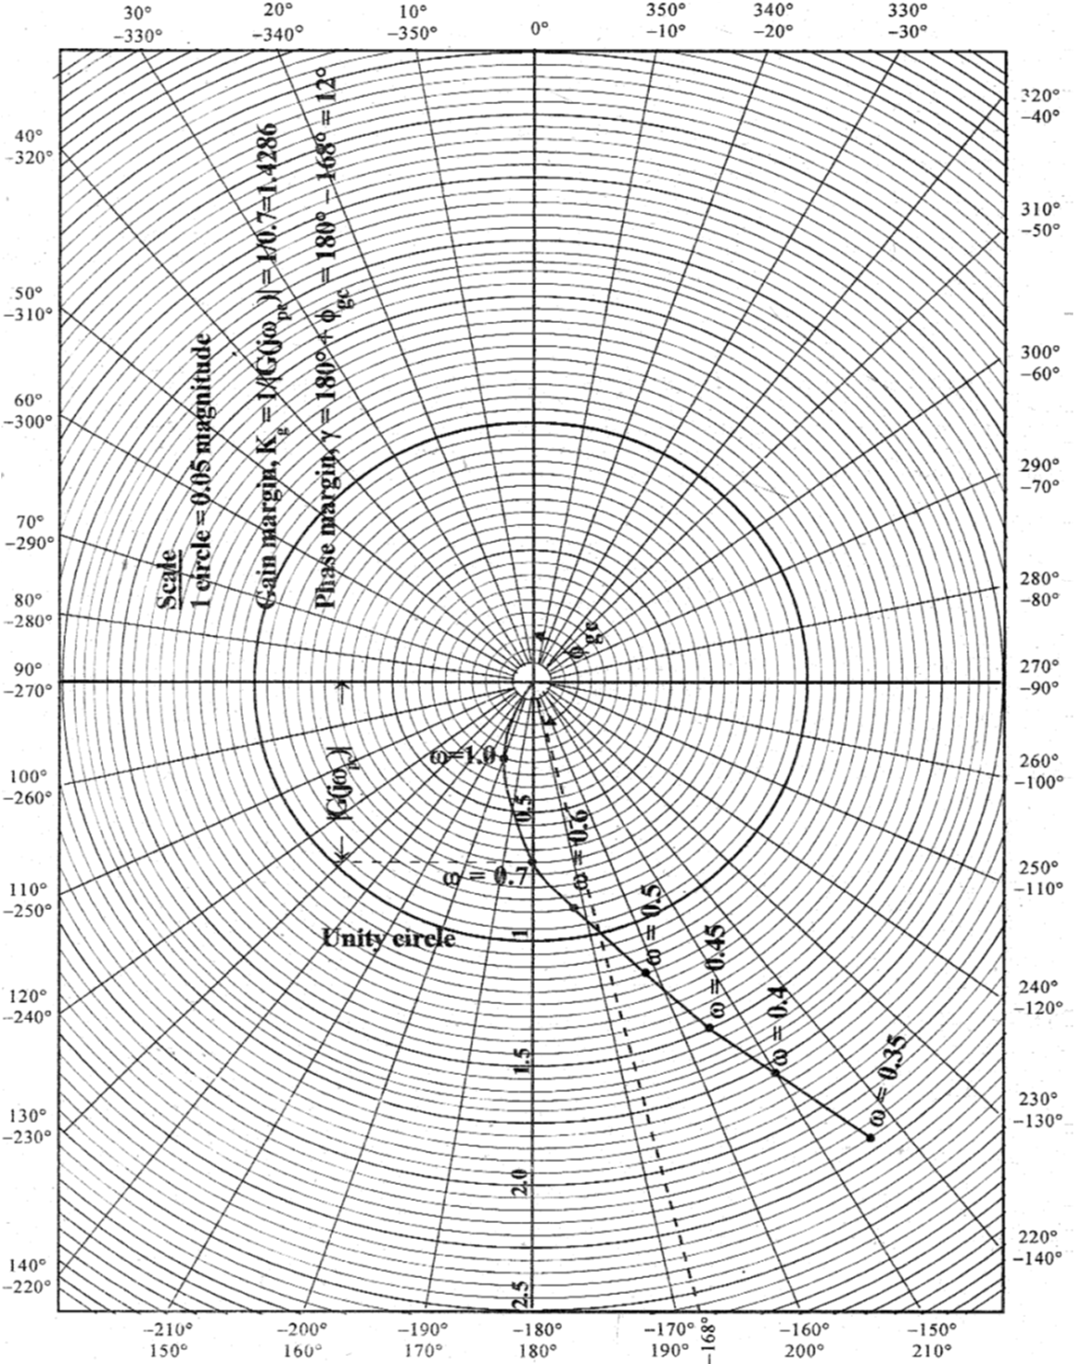 30° 20° 10° 350° 340° 330°
−330° −340° −350° 0° −10° −20° −30°
320°
−40°
40°
−320°
310°
−50°
50°
−310°
300°
−60°
60°
−300°
290°
−70°
70°
−290°
280°
−80°
80°
−280°
270°
−90°
90°
−270°
260°
−100°
100°
−260°
250°
−110°
110°
−250°
240°
−120°
120°
−240°
230°
−130°
130°
−230°
220°
−140°
140°
−220°
Scale
1 circle = 0.05 magnitude
Gain margin, Kg = 1/|G(jωpc)| = 1/0.7=1.4286
Phase margin, γ = 180° + ϕgc = 180° − 168° = 12°
ϕgc
ω=1.0
0.5
ω = 0.6
ω = 0.7
ω = 0.5
1
Unity circle
ω = 0.45
ω = 0.4
1.5
ω = 0.35
2.0
2.5
−210° −200° −190° −180° −170° −168° −160° −150°
150° 160° 170° 180° 190° 200° 210°